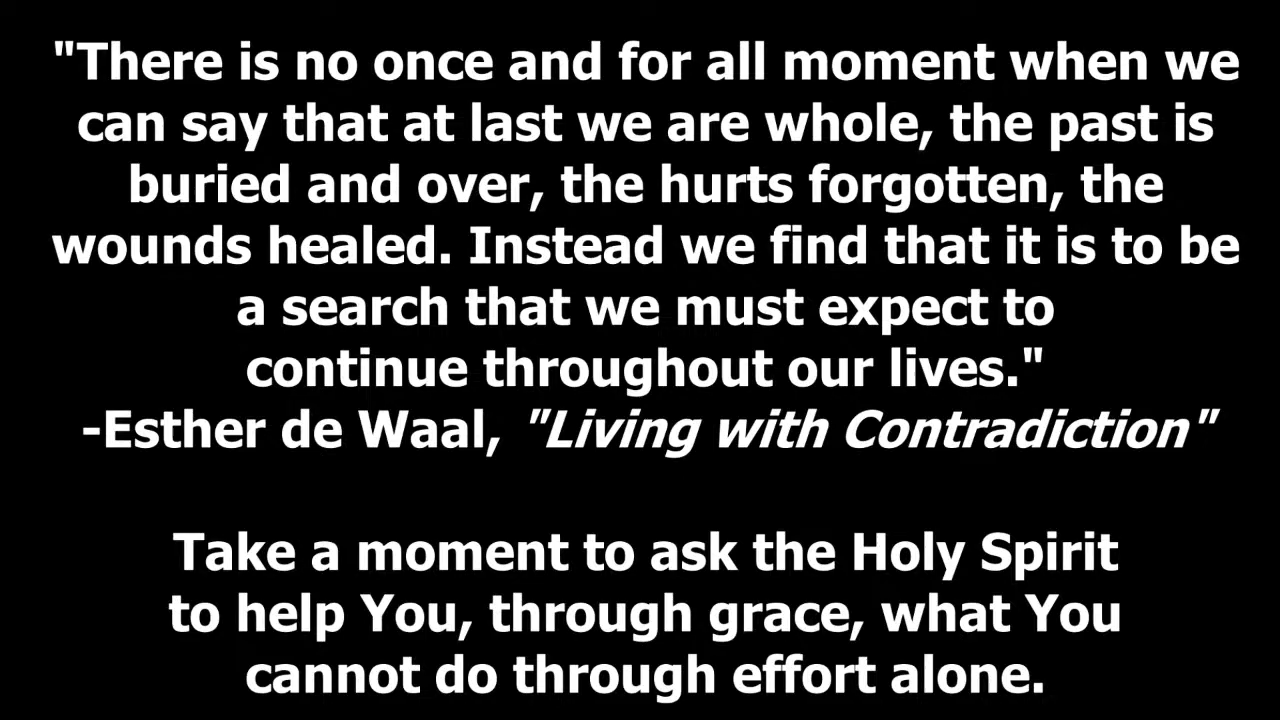 "There is no once and for all moment when we
can say that at last we are whole, the past is
buried and over, the hurts forgotten, the
wounds healed. Instead we find that it is to be
a search that we must expect to
continue throughout our lives."
-Esther de Waal, "Living with Contradiction"
Take a moment to ask the Holy Spirit
to help You, through grace, what You
cannot do through effort alone.